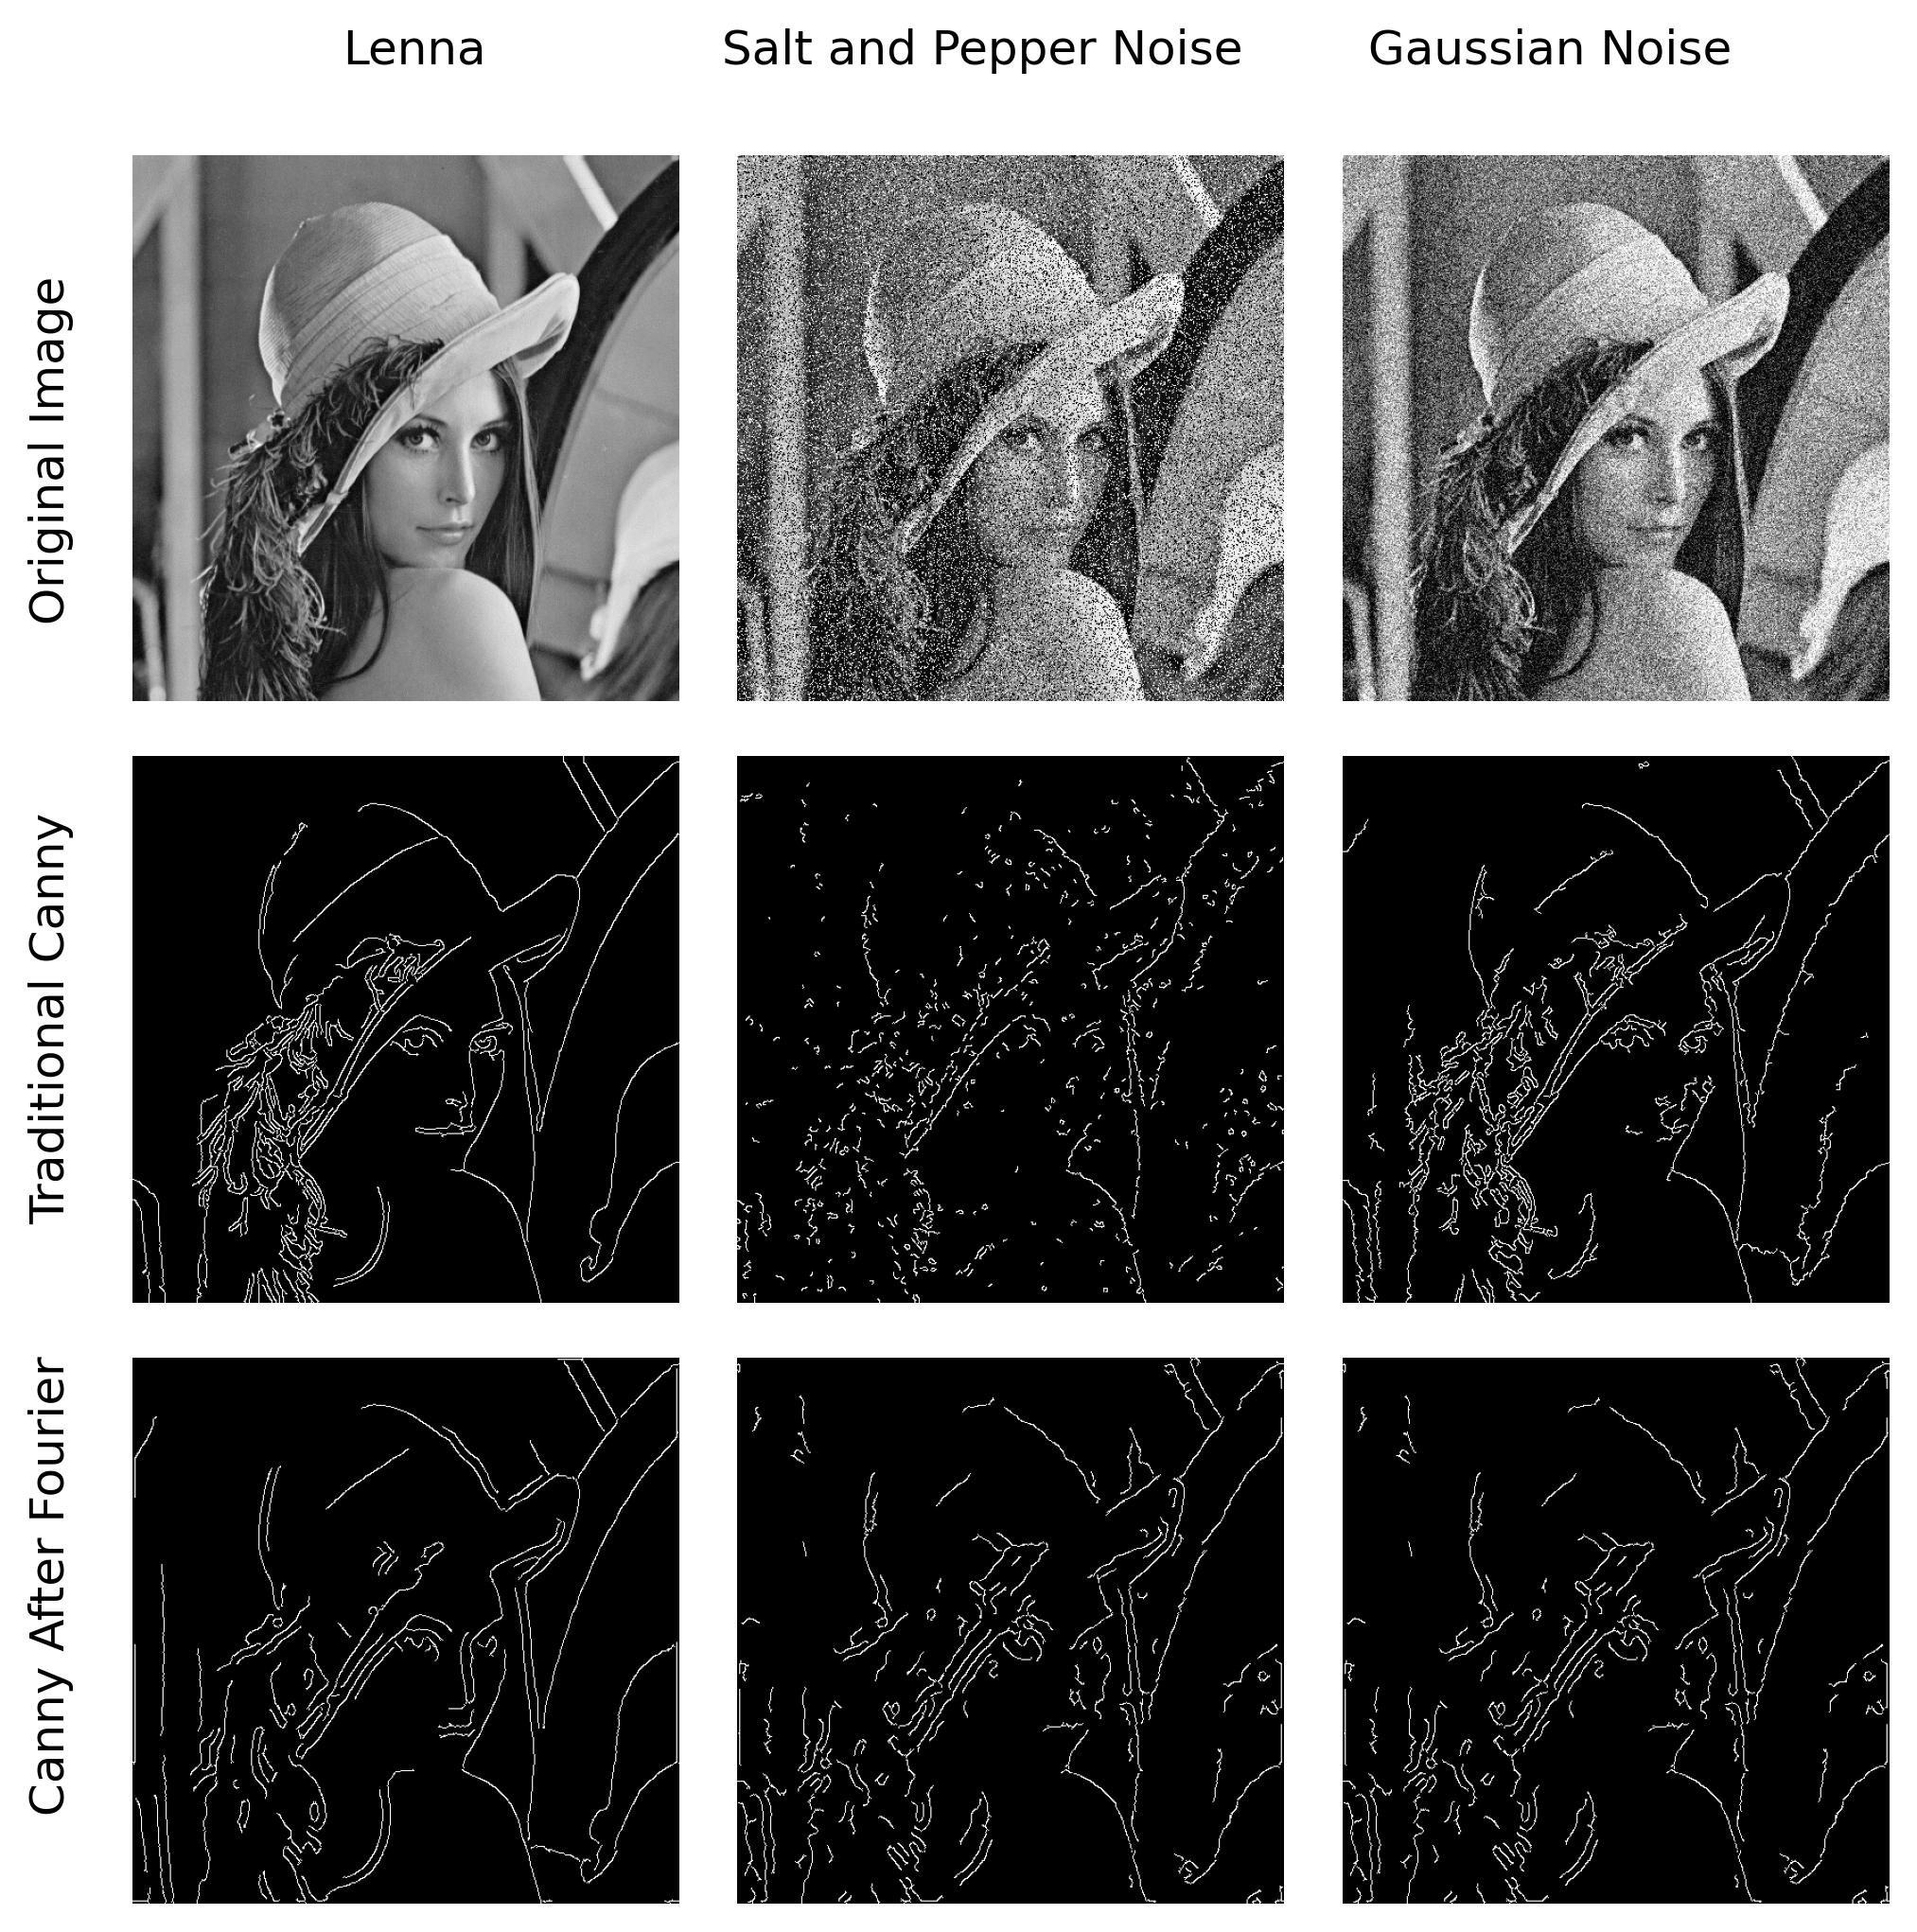 Lenna
Salt and Pepper Noise
Gaussian Noise
Original Image
Traditional Canny
Canny After Fourier